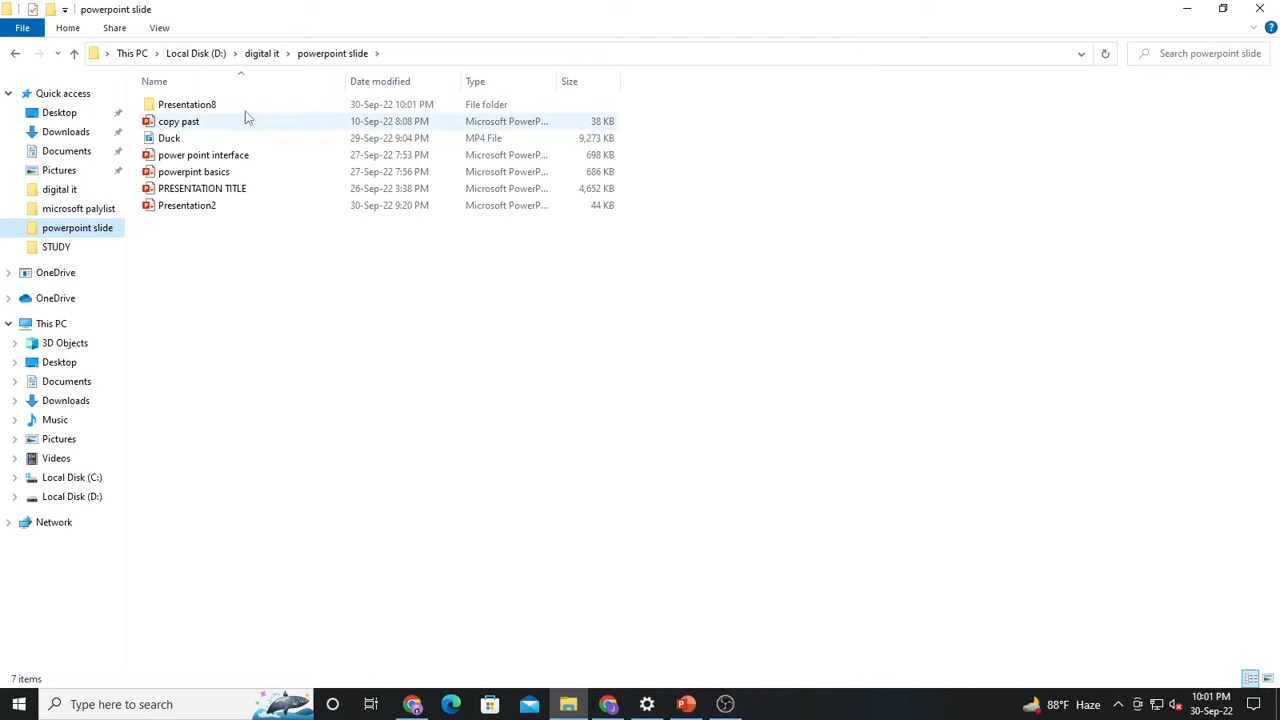 powerpoint slide
File Home Share View
This PC Local Disk (D:) digital it powerpoint slide
Search powerpoint slide
Name Date modified Type Size
Presentation8 30-Sep-22 10:01 PM File folder
copy past 10-Sep-22 8:08 PM Microsoft PowerP... 38 KB
Duck 29-Sep-22 9:04 PM MP4 File 9,273 KB
power point interface 27-Sep-22 7:53 PM Microsoft PowerP... 698 KB
powerpint basics 27-Sep-22 7:56 PM Microsoft PowerP... 686 KB
PRESENTATION TITLE 26-Sep-22 3:38 PM Microsoft PowerP... 4,652 KB
Presentation2 30-Sep-22 9:20 PM Microsoft PowerP... 44 KB
Quick access
Desktop
Downloads
Documents
Pictures
digital it
microsoft palylist
powerpoint slide
STUDY
OneDrive
OneDrive
This PC
3D Objects
Desktop
Documents
Downloads
Music
Pictures
Videos
Local Disk (C:)
Local Disk (D:)
Network
7 items
Type here to search
88°F Haze
10:01 PM
30-Sep-22